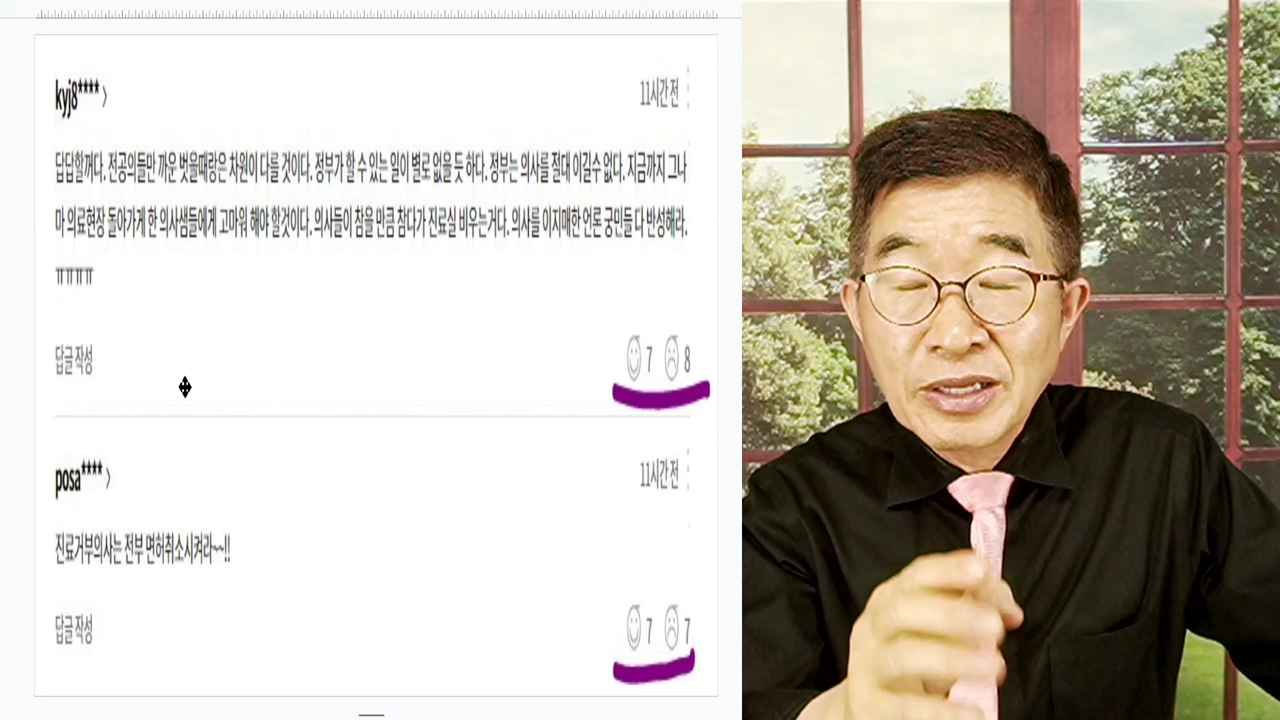 kyj8**** 〉
11시간 전
답답할꺼다. 전공의들만 까운 벗을때랑은 차원이 다를 것이다. 정부가 할 수 있는 일이 별로 없을 듯 하다. 정부는 의사를 절대 이길수 없다. 지금까지 그나
마 의료현장 돌아가게 한 의사샘들에게 고마워 해야 할것이다. 의사들이 참을 만큼 참다가 진료실 비우는거다. 의사를 이지매한 언론 궁민들 다 반성해라.
ㅠㅠㅠㅠ
답글 작성
7 8
posa**** 〉
11시간 전
진료거부의사는 전부 면허취소시켜라~~!!
답글 작성
7 7